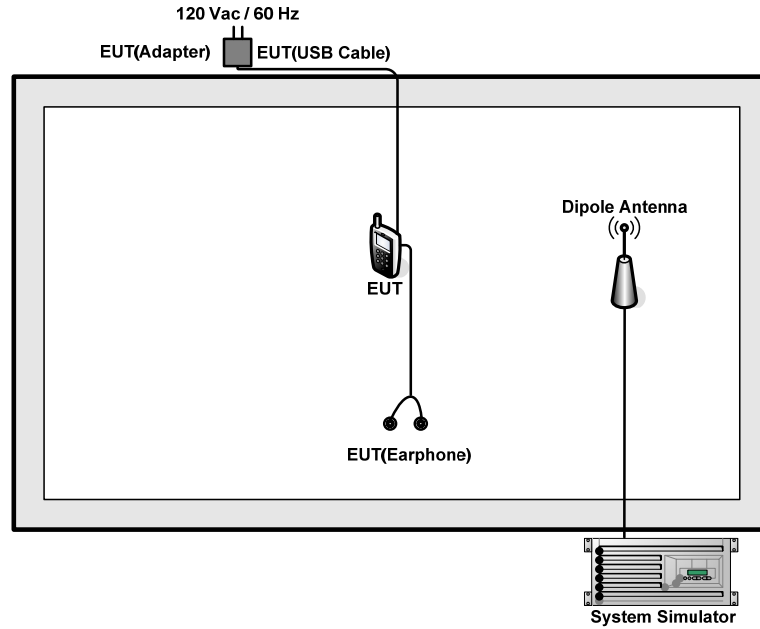 120 Vac / 60 Hz
EUT(Adapter)
EUT(USB Cable)
Dipole Antenna
EUT
EUT(Earphone)
System Simulator